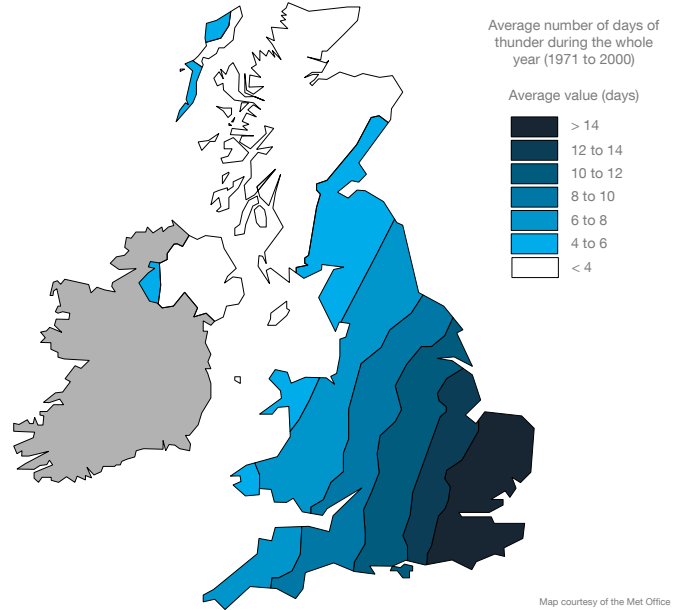 Average number of days of
thunder during the whole
year (1971 to 2000)
Average value (days)
> 14
12 to 14
10 to 12
8 to 10
6 to 8
4 to 6
< 4
Map courtesy of the Met Office